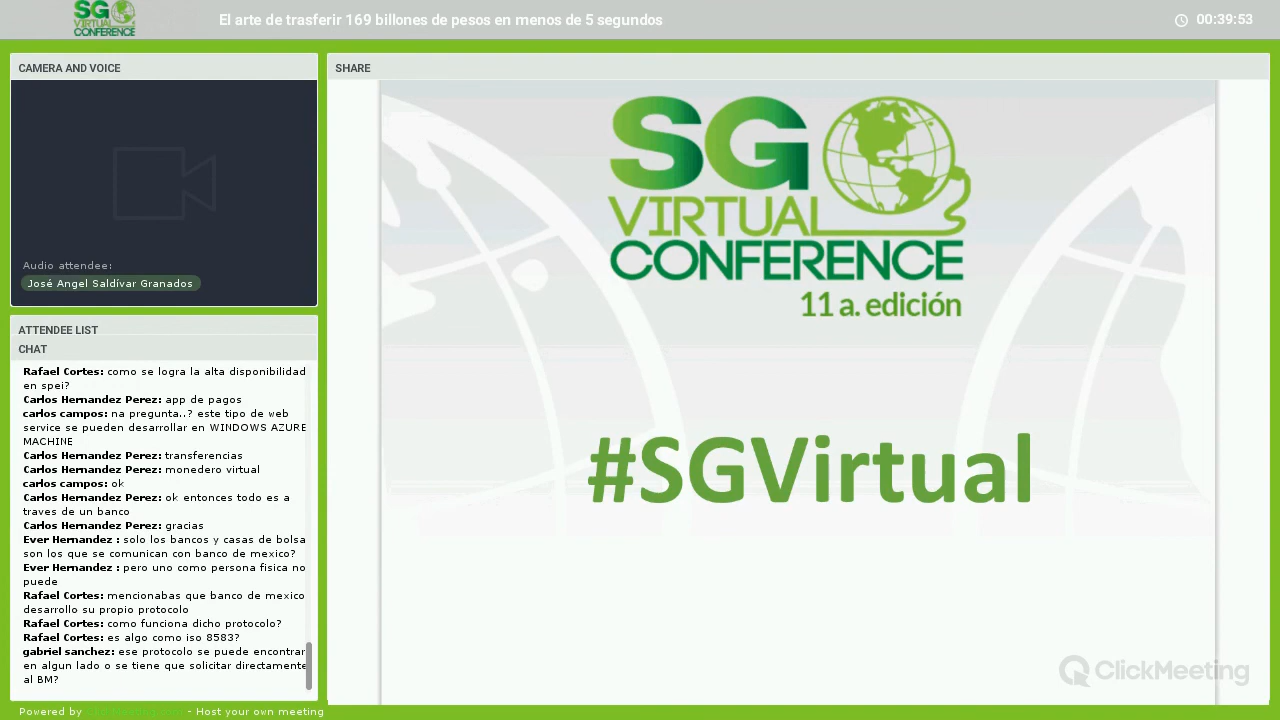 SG
VIRTUAL
CONFERENCE
El arte de trasferir 169 billones de pesos en menos de 5 segundos
00:39:53
CAMERA AND VOICE
Audio attendee:
José Angel Saldívar Granados
ATTENDEE LIST
CHAT
Rafael Cortes: como se logra la alta disponibilidad
en spei?
Carlos Hernandez Perez: app de pagos
carlos campos: na pregunta..? este tipo de web
service se pueden desarrollar en WINDOWS AZURE
MACHINE
Carlos Hernandez Perez: transferencias
Carlos Hernandez Perez: monedero virtual
carlos campos: ok
Carlos Hernandez Perez: ok entonces todo es a
traves de un banco
Carlos Hernandez Perez: gracias
Ever Hernandez : solo los bancos y casas de bolsa
son los que se comunican con banco de mexico?
Ever Hernandez : pero uno como persona fisica no
puede
Rafael Cortes: mencionabas que banco de mexico
desarrollo su propio protocolo
Rafael Cortes: como funciona dicho protocolo?
Rafael Cortes: es algo como iso 8583?
gabriel sanchez: ese protocolo se puede encontrar
en algun lado o se tiene que solicitar directamente
al BM?
Powered by - Host your own meeting
SHARE
SG
VIRTUAL
CONFERENCE
11 a. edición
#SGVirtual
ClickMeeting